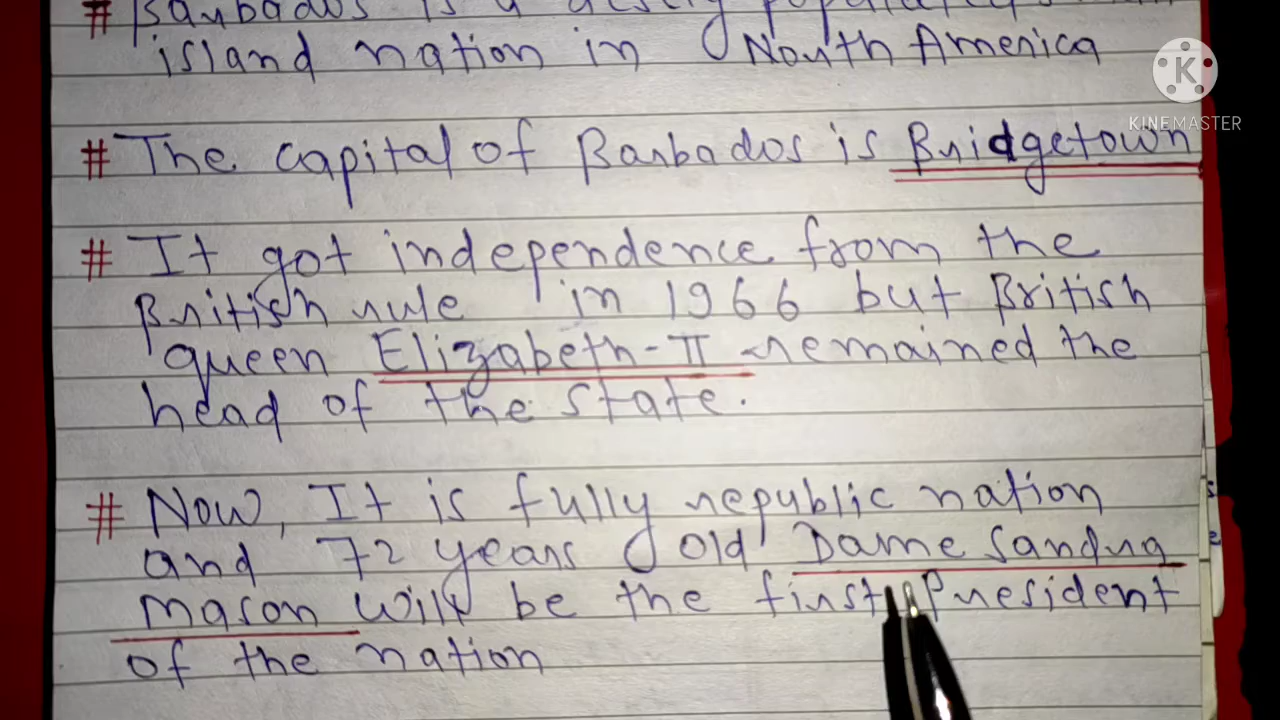 # Barbados is a
island nation in North America
KINEMASTER
# The capital of Barbados is Bridgetown
# It got independence from the
British rule in 1966 but British
queen Elizabeth-II remained the
head of the state.
# Now, It is fully republic nation
and 72 years old Dame Sandra
Mason will be the first President
of the nation